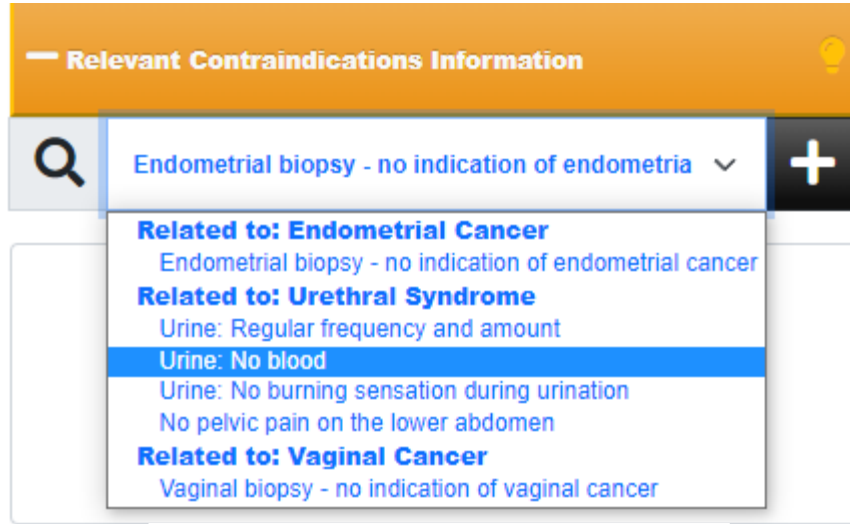 Relevant Contraindications Information
Endometrial biopsy - no indication of endometria
Related to: Endometrial Cancer
Endometrial biopsy - no indication of endometrial cancer
Related to: Urethral Syndrome
Urine: Regular frequency and amount
Urine: No blood
Urine: No burning sensation during urination
No pelvic pain on the lower abdomen
Related to: Vaginal Cancer
Vaginal biopsy - no indication of vaginal cancer